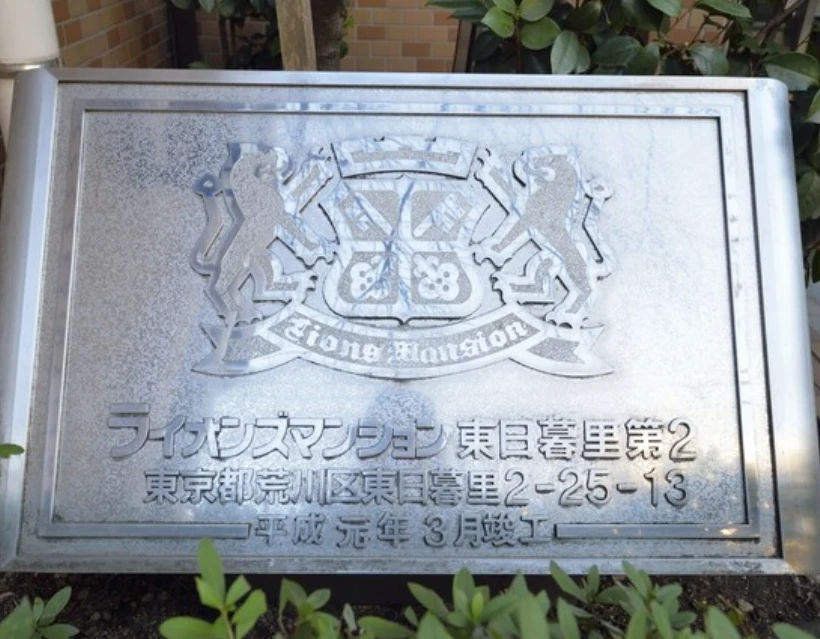 Lions Mansion
ライオンズマンション 東日暮里第2
東京都荒川区東日暮里2-25-13
平成元年3月竣工